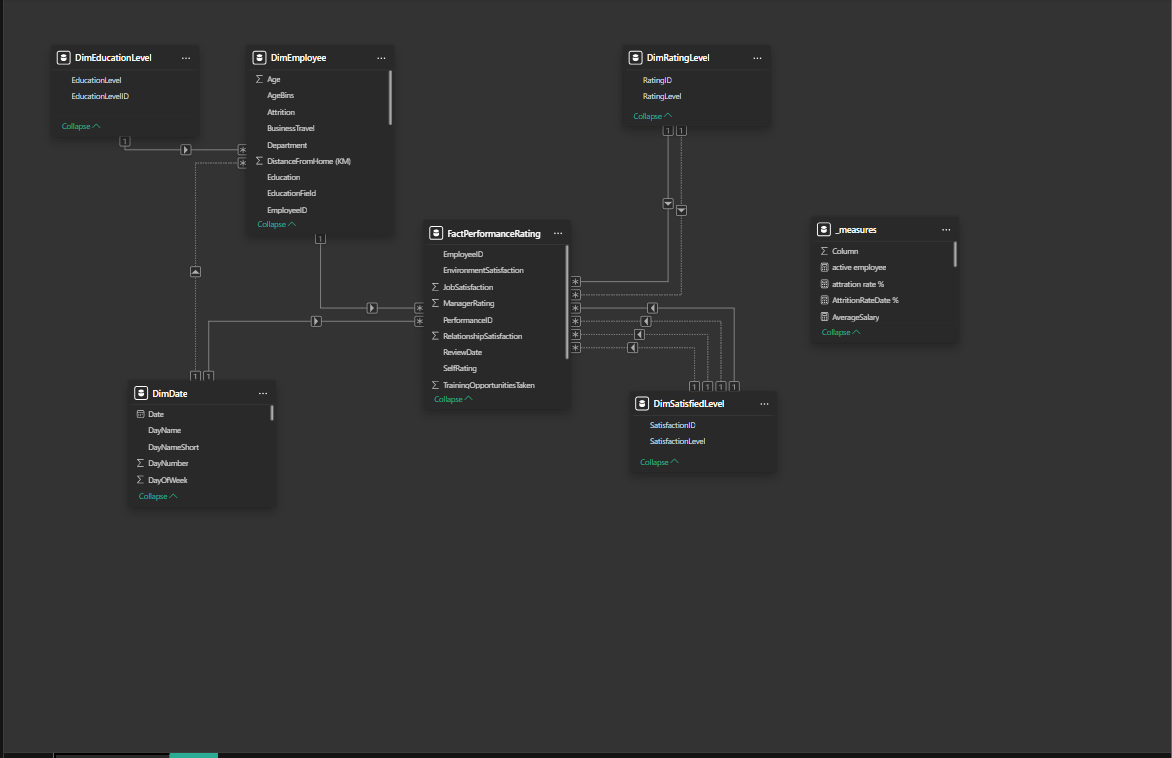 DimEducationLevel
EducationLevel
EducationLevelID
Collapse
DimEmployee
Age
AgeBins
Attrition
BusinessTravel
Department
DistanceFromHome (KM)
Education
EducationField
EmployeeID
Collapse
DimRatingLevel
RatingID
RatingLevel
Collapse
FactPerformanceRating
EmployeeID
EnvironmentSatisfaction
JobSatisfaction
ManagerRating
PerformanceID
RelationshipSatisfaction
ReviewDate
SelfRating
TrainingOpportunitiesTaken
Collapse
_measures
Column
active employee
attration rate %
AttritionRateDate %
AverageSalary
Collapse
DimDate
Date
DayName
DayNameShort
DayNumber
DayOfWeek
Collapse
DimSatisfiedLevel
SatisfactionID
SatisfactionLevel
Collapse
1
*
*
1
1
1
*
*
1
1
*
*
*
*
*
*
1
1
1
1